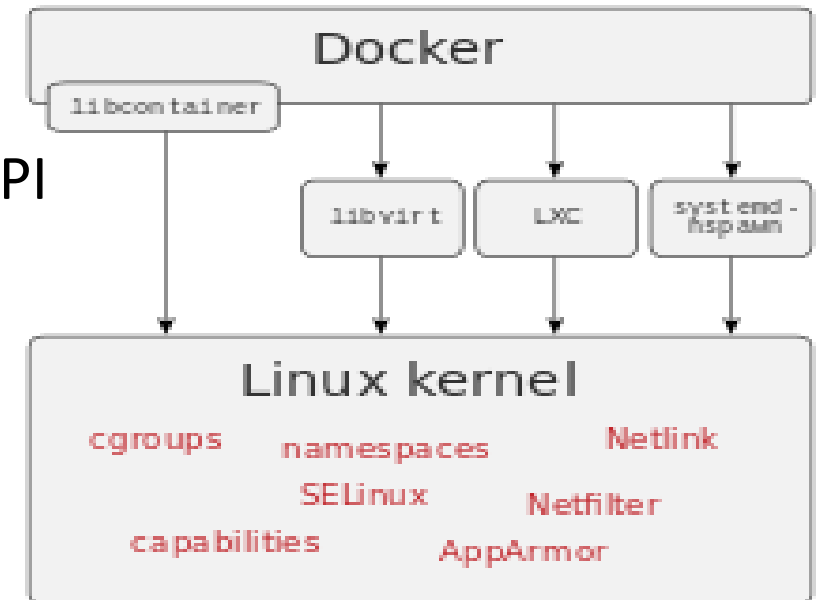 Docker
libcontainer
PI
libvirt
LXC
systemd-
nspawn
Linux kernel
cgroups
namespaces
Netlink
SELinux
Netfilter
capabilities
AppArmor